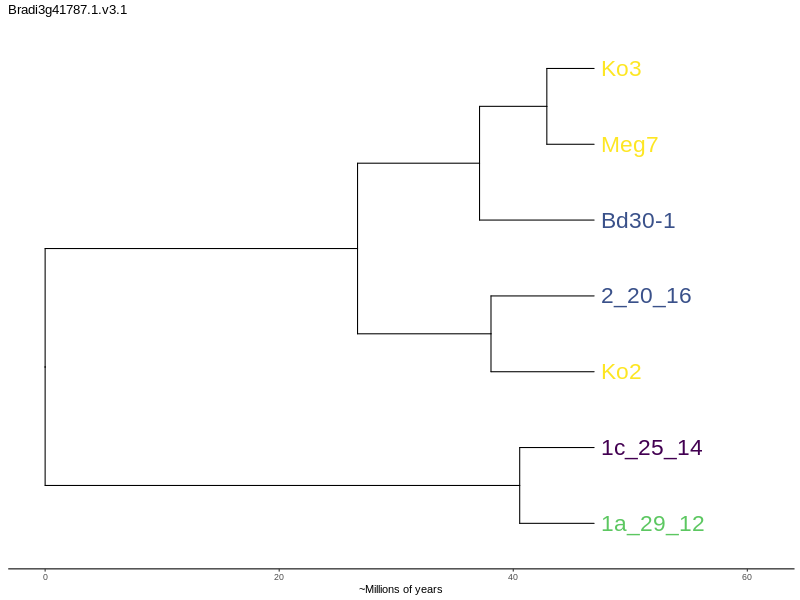 Bradi3g41787.1.v3.1
Ko3
Meg7
Bd30-1
2_20_16
Ko2
1c_25_14
1a_29_12
0 20 40 60
~Millions of years